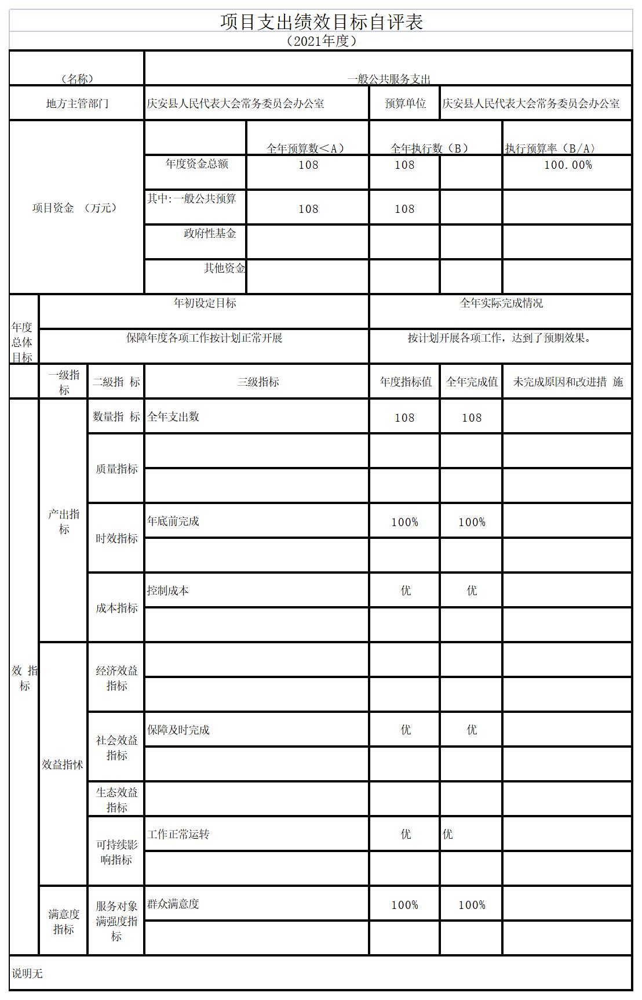 项目支出绩效目标自评表
（2021年度）
（名称） 一般公共服务支出
地方主管部门 庆安县人民代表大会常务委员会办公室 预算单位 庆安县人民代表大会常务委员会办公室
项目资金 （万元）
全年预算数＜A） 全年执行数（B） 执行预算率（B/A）
年度资金总额 108 108 100.00%
其中:一般公共预算 108 108
政府性基金
其他资金
年度
总体
目标
年初设定目标 全年实际完成情况
保障年度各项工作按计划正常开展 按计划开展各项工作，达到了预期效果。
一级指
标
二級指 标 三级指标 年度指标值 全年完成值 未完成原因和改进措 施
效 指
标
产出指
标
数量指 标 全年支出数 108 108
质量指标
时效指标
年底前完成 100% 100%
成本指标
控制成本 优 优
效益指怵
经济效益
指标
社会效益
指标
保障及时完成 优 优
生态效益
指标
可持续影
响指标
工作正常运转 优 优
满意度
指标
服务对象
满强度指
标
群众满意度 100% 100%
说明无